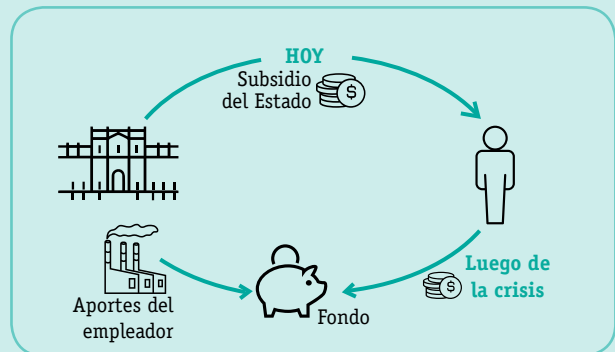 HOY
Subsidio
del Estado
$
Aportes del
empleador
Fondo
$
Luego de
la crisis